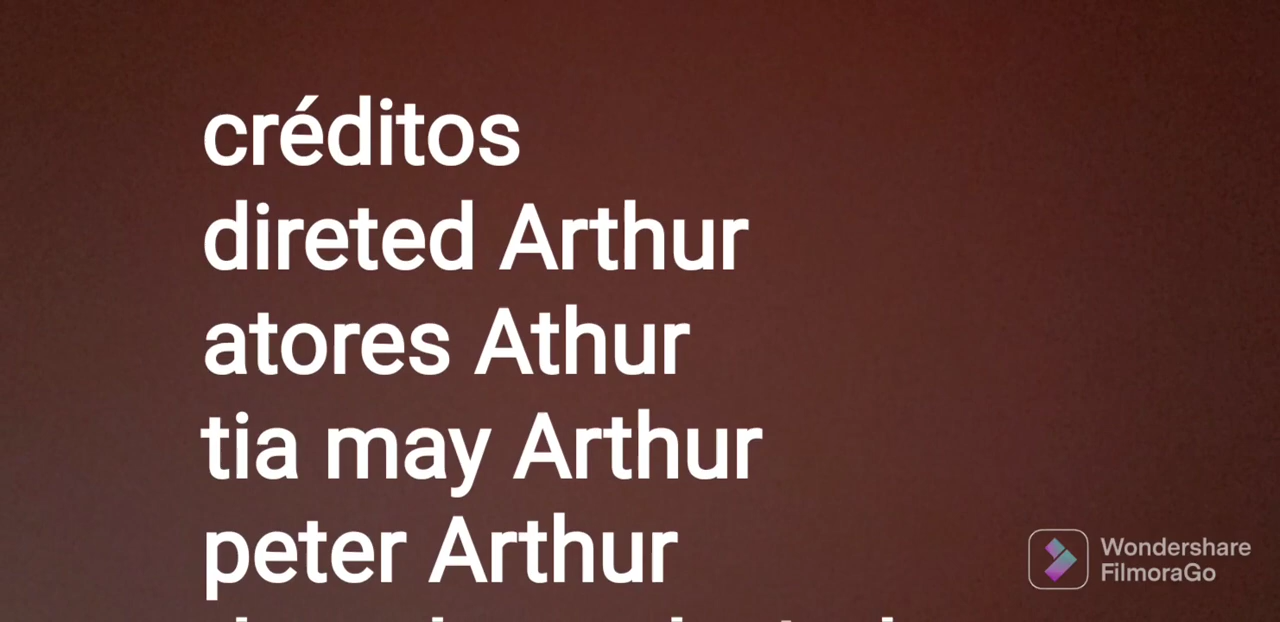 créditos
direted Arthur
atores Athur
tia may Arthur
peter Arthur
Wondershare
FilmoraGo